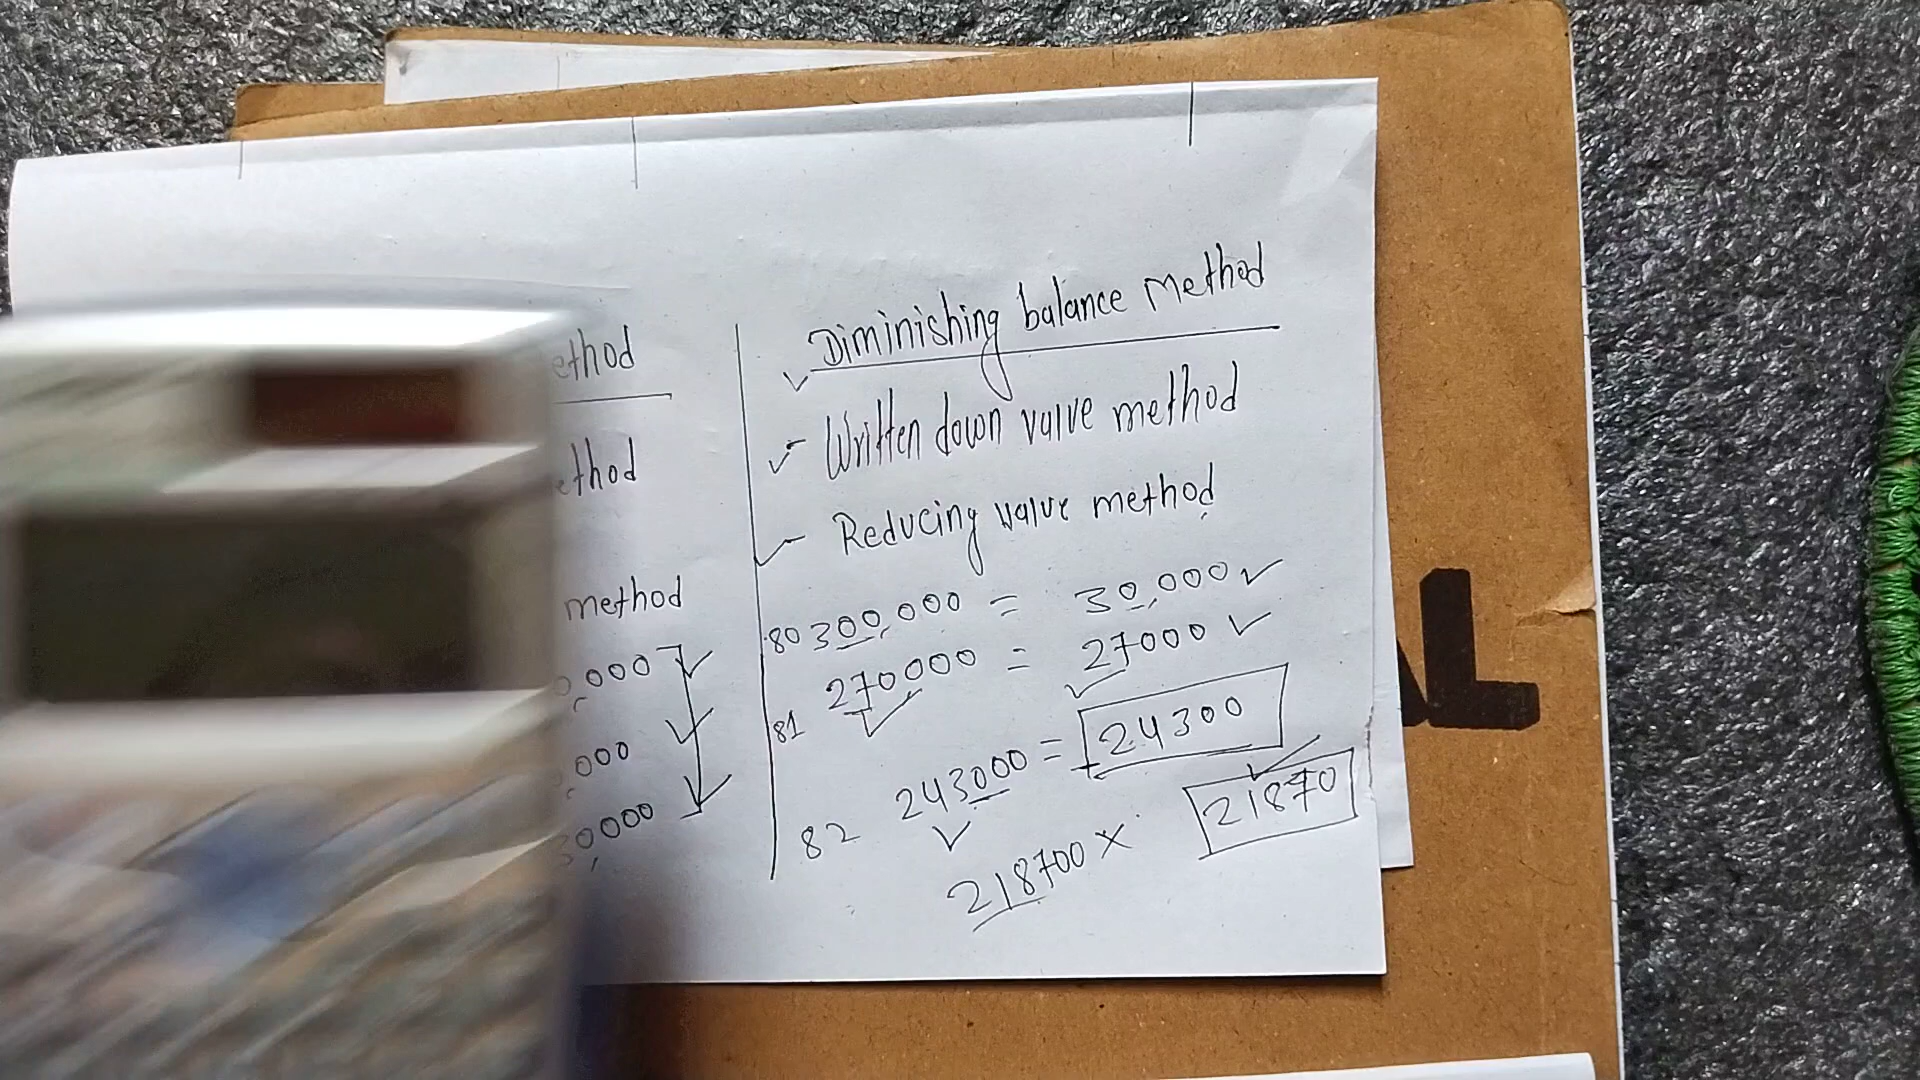 ethod
ethod
method
,000
,000
30,000
Diminishing balance Method
Written down value method
Reducing value method
80 300,000 = 30,000
81 270000 = 27000
82 243000 = 24300
218700 × 21870
AL